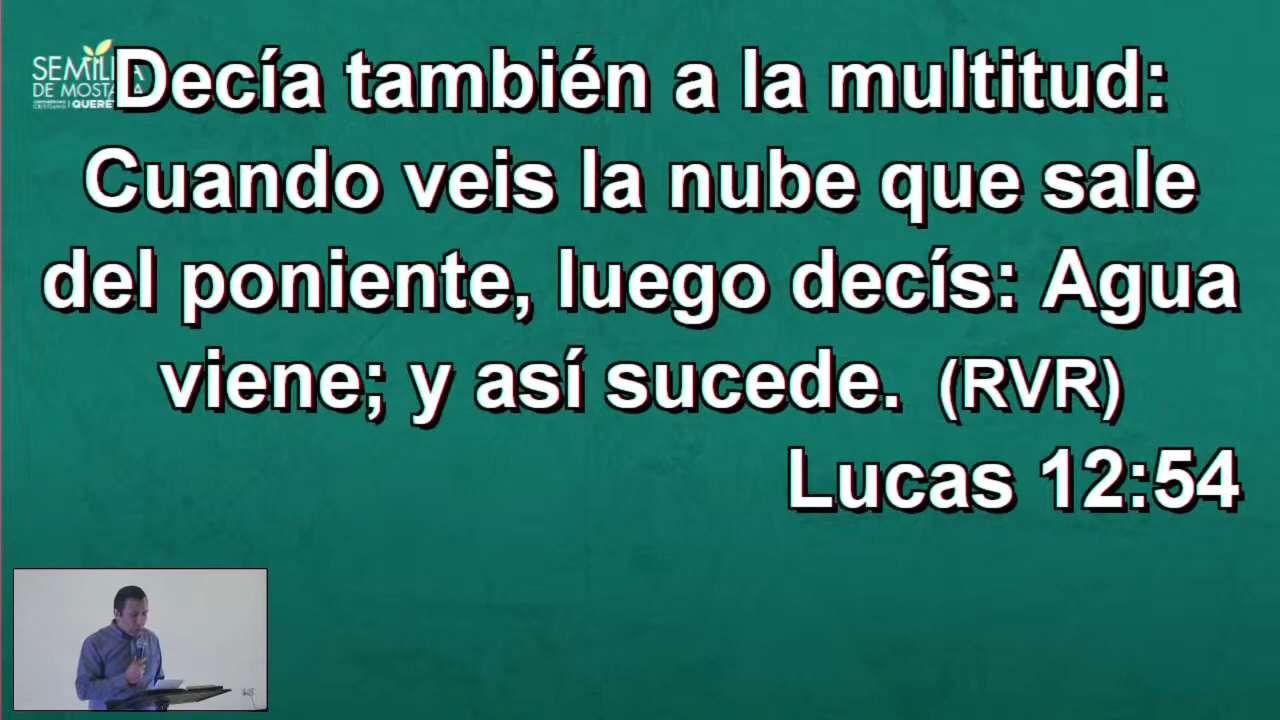 SEMILLA
DE MOSTAZA
CRISTIANO | QUERÉ
Decía también a la multitud:
Cuando veis la nube que sale
del poniente, luego decís: Agua
viene; y así sucede. (RVR)
Lucas 12:54